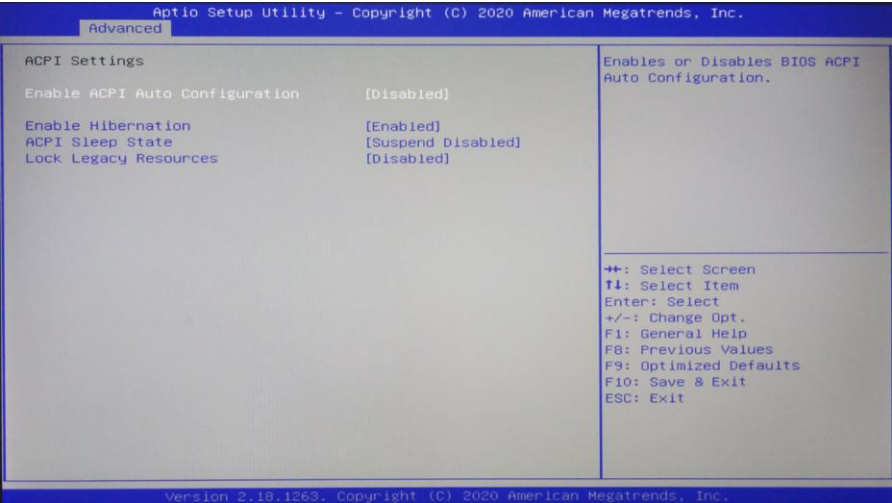 Aptio Setup Utility – Copyright (C) 2020 American Megatrends, Inc.
Advanced
ACPI Settings
Enable ACPI Auto Configuration [Disabled]
Enable Hibernation [Enabled]
ACPI Sleep State [Suspend Disabled]
Lock Legacy Resources [Disabled]
Enables or Disables BIOS ACPI
Auto Configuration.
→←: Select Screen
↑↓: Select Item
Enter: Select
+/-: Change Opt.
F1: General Help
F8: Previous Values
F9: Optimized Defaults
F10: Save & Exit
ESC: Exit
Version 2.18.1263. Copyright (C) 2020 American Megatrends, Inc.